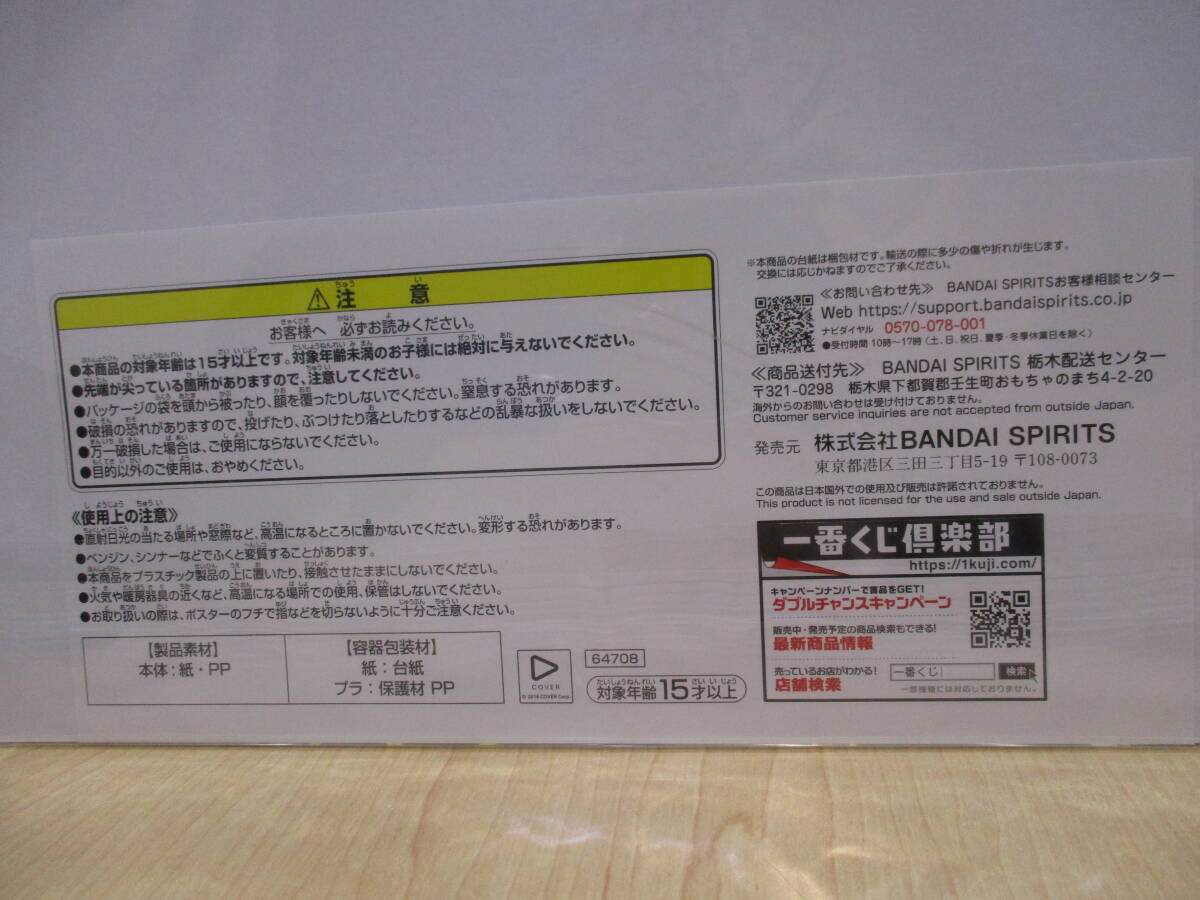 ⚠注意
お客様へ 必ずお読みください。
●本商品の対象年齢は15才以上です。対象年齢未満のお子様には絶対に与えないでください。
●先端が尖っている箇所がありますので、注意してください。
●パッケージの袋を頭から被ったり、顔を覆ったりしないでください。窒息する恐れがあります。
●破損の恐れがありますので、投げたり、ぶつけたり落としたりするなどの乱暴な扱いをしないでください。
●万一破損した場合は、ご使用にならないでください。
●目的以外のご使用は、おやめください。
《使用上の注意》
●直射日光の当たる場所や窓際など、高温になるところに置かないでください。変形する恐れがあります。
●ベンジン、シンナーなどでふくと変質することがあります。
●本商品をプラスチック製品の上に置いたり、接触させたままにしないでください。
●火気や暖房器具の近くなど、高温になる場所での使用、保管はしないでください。
●お取り扱いの際は、ポスターのフチで指などを切らないように十分ご注意ください。
【製品素材】
本体：紙・PP
【容器包装材】
紙：台紙
プラ：保護材 PP
COVER
© 2016 COVER Corp.
64708
対象年齢15才以上
※本商品の台紙は梱包材です。輸送の際に多少の傷や折れが生じます。
交換には応じかねますのでご了承ください。
《お問い合わせ先》 BANDAI SPIRITSお客様相談センター
Web https://support.bandaispirits.co.jp
ナビダイヤル 0570-078-001
●受付時間 10時～17時（土、日、祝日、夏季・冬季休業日を除く）
《商品送付先》 BANDAI SPIRITS 栃木配送センター
〒321-0298 栃木県下都賀郡壬生町おもちゃのまち4-2-20
海外からのお問い合わせは受け付けておりません。
Customer service inquiries are not accepted from outside Japan.
発売元 株式会社BANDAI SPIRITS
東京都港区三田三丁目5-19 〒108-0073
この商品は日本国外での使用及び販売は許諾されておりません。
This product is not licensed for the use and sale outside Japan.
一番くじ倶楽部
https://1kuji.com/
キャンペーンナンバーで賞品をGET!
ダブルチャンスキャンペーン
販売中・発売予定の商品検索もできる!
最新商品情報
売っているお店がわかる!
店舗検索
一番くじ 検索
一部機種には対応しておりません。